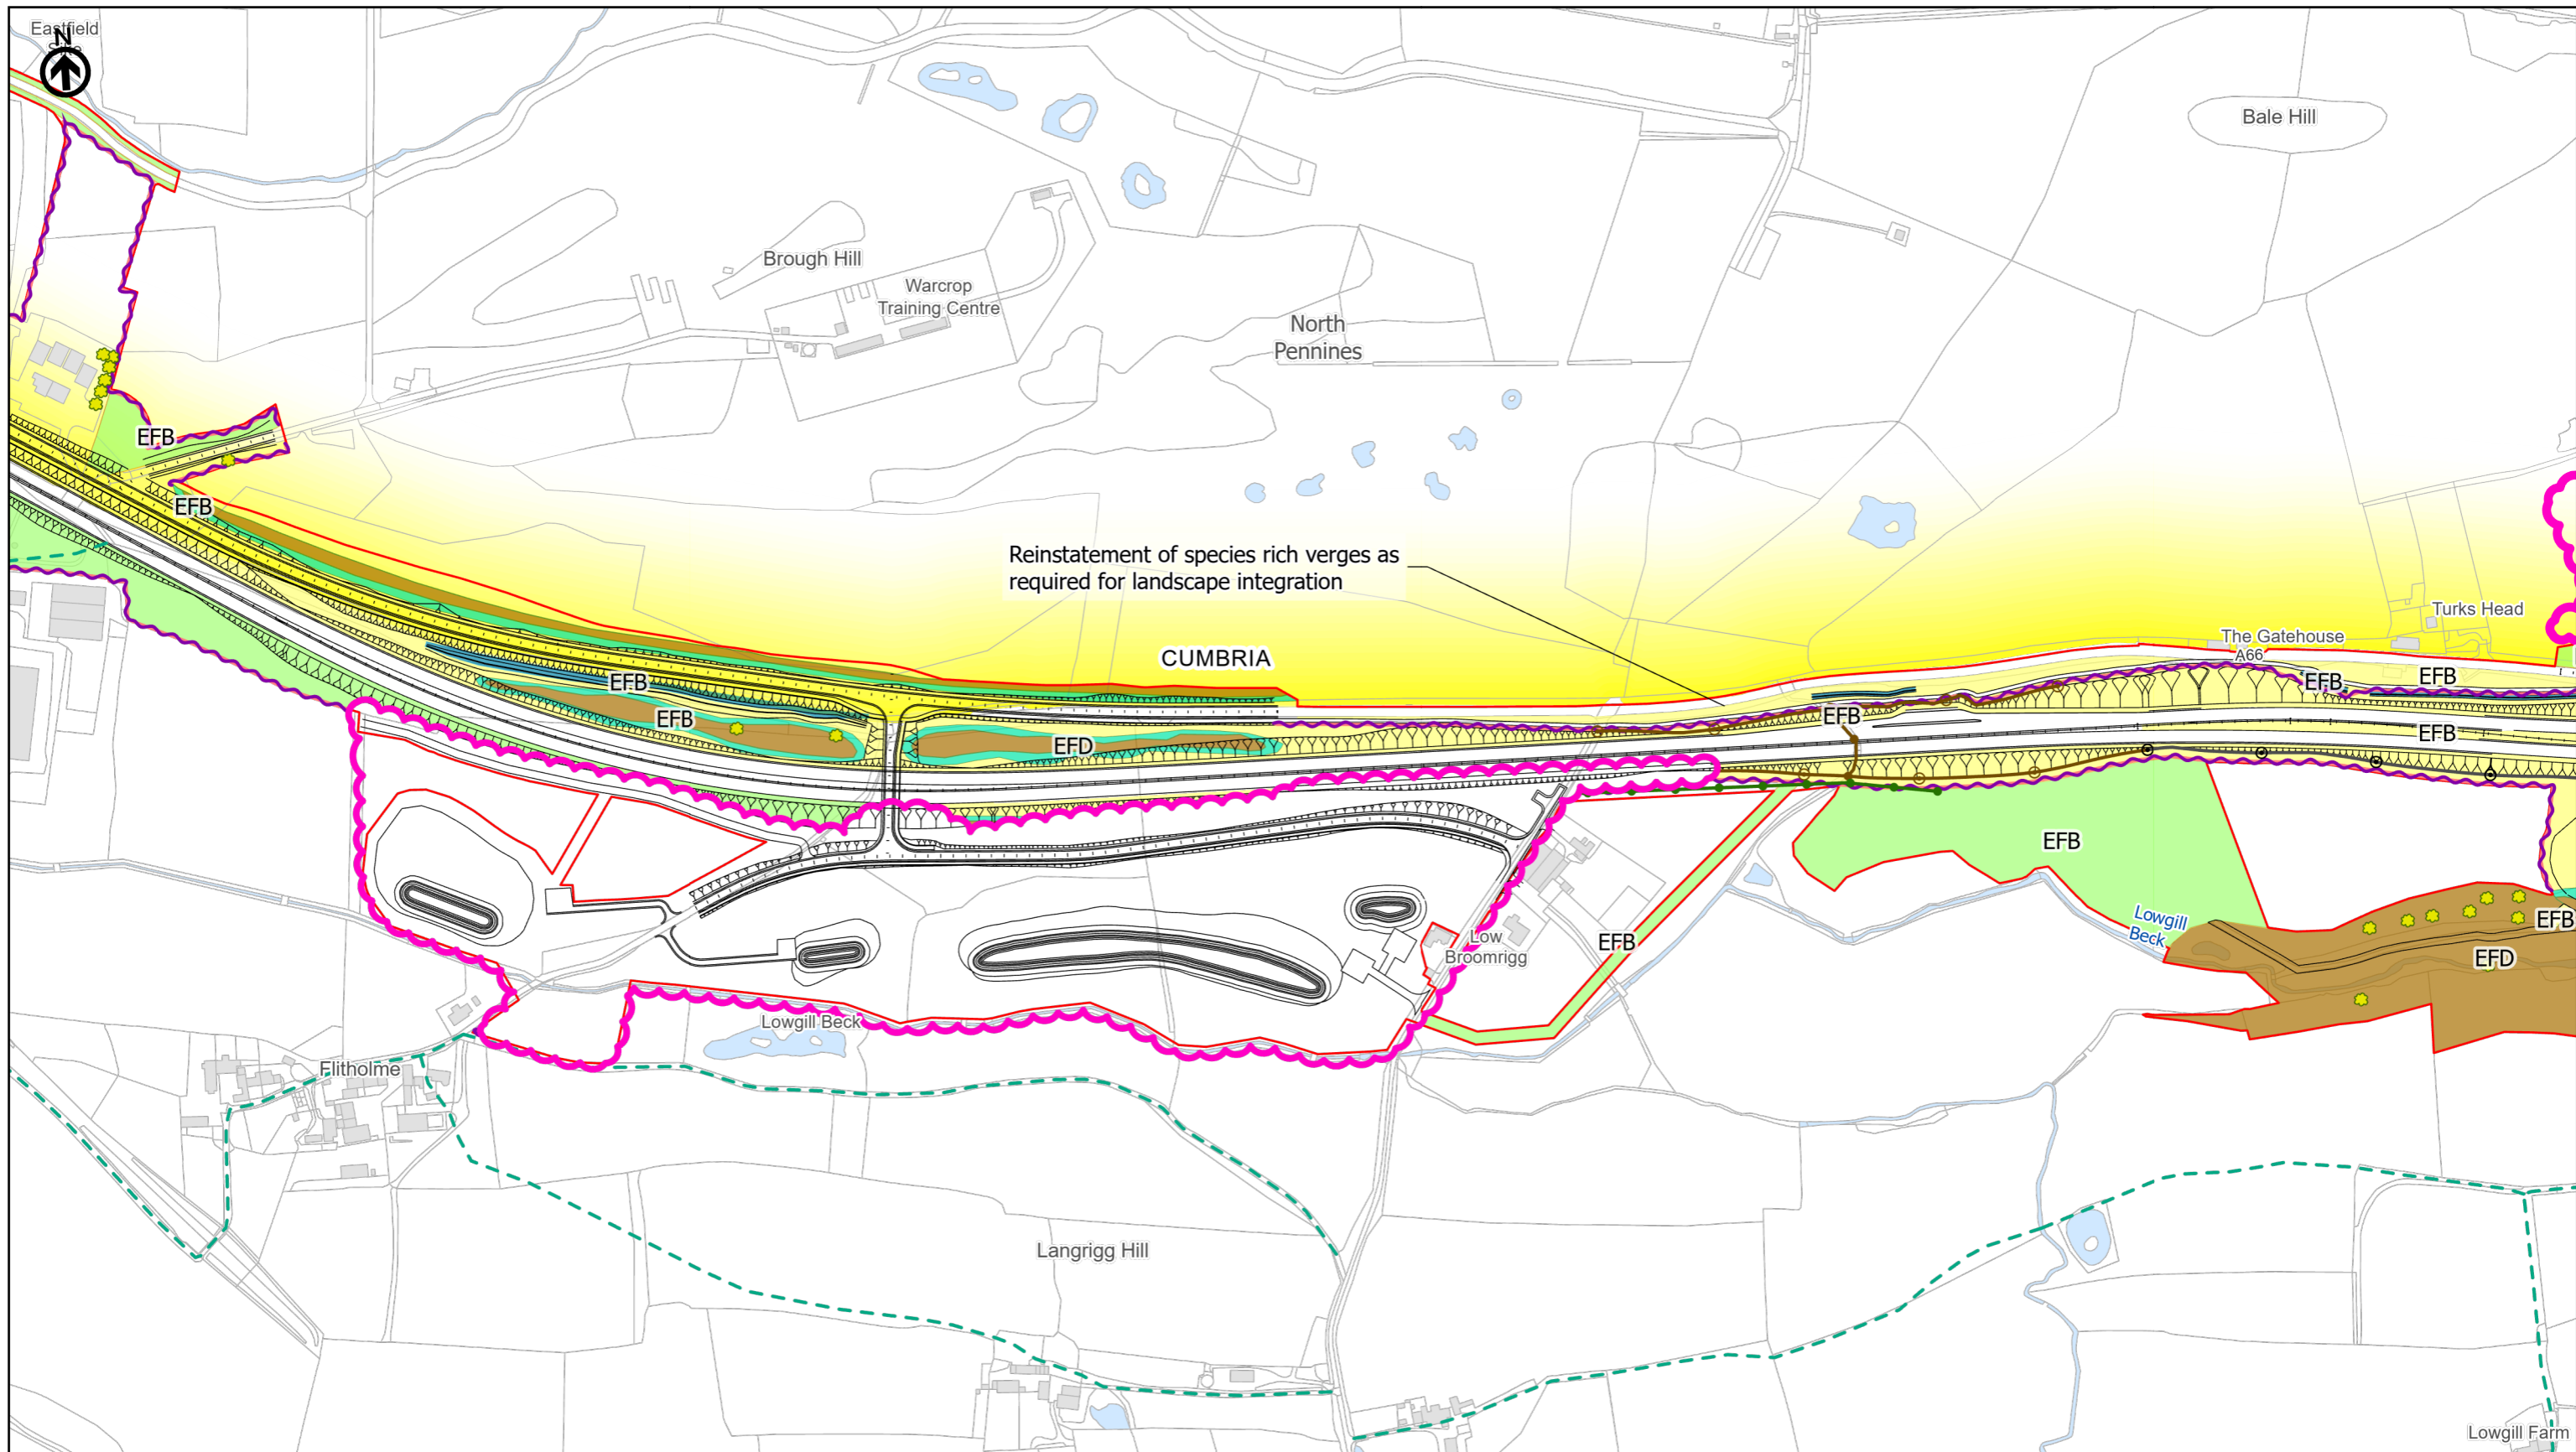 Eastfield
Sike
N
Bale Hill
Brough Hill
Warcrop
Training Centre
North
Pennines
EFB
EFB
Reinstatement of species rich verges as
required for landscape integration
Turks Head
The Gatehouse
A66
CUMBRIA
EFB
EFB
EFB
EFB
EFB
EFD
EFB
EFB
EFB
Lowgill
Beck
EFB
EFD
Low
Broomrigg
EFB
Lowgill Beck
Flitholme
Langrigg Hill
Lowgill Farm